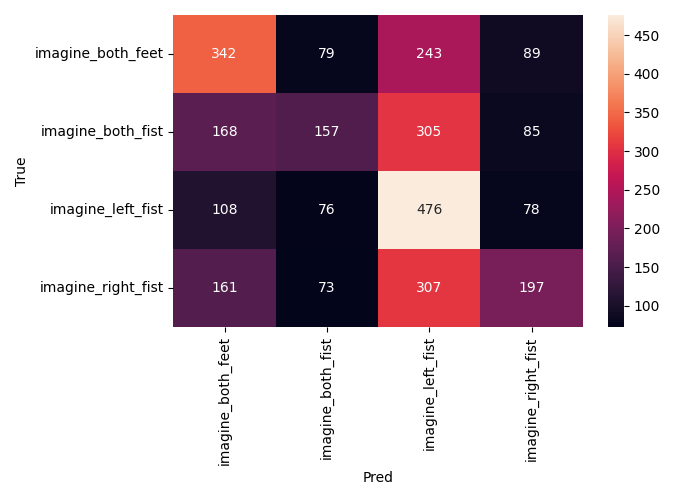 imagine_both_feet 342 79 243 89
imagine_both_fist 168 157 305 85
imagine_left_fist 108 76 476 78
imagine_right_fist 161 73 307 197
imagine_both_feet
imagine_both_fist
imagine_left_fist
imagine_right_fist
Pred
True
450
400
350
300
250
200
150
100